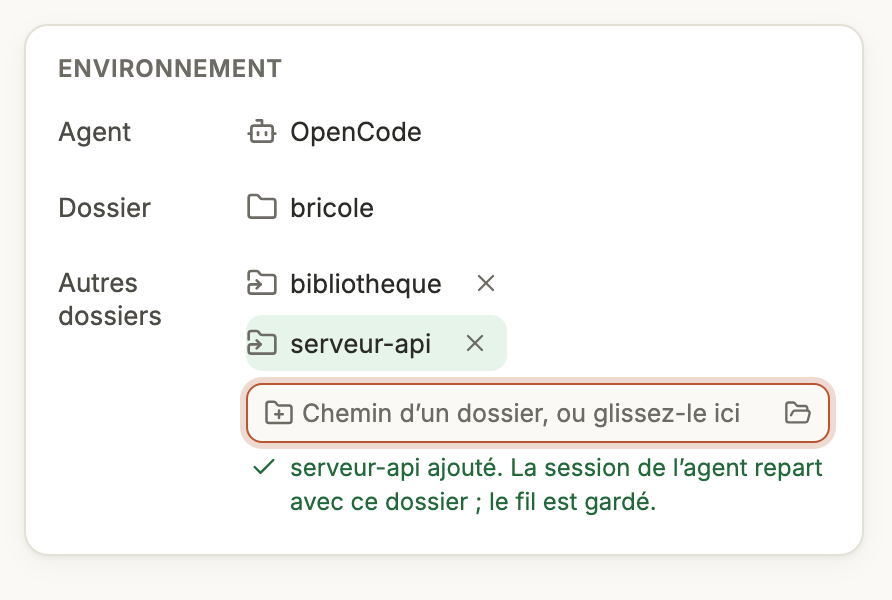 ENVIRONNEMENT
Agent
OpenCode
Dossier
bricole
Autres
dossiers
bibliotheque
serveur-api
Chemin d’un dossier, ou glissez-le ici
serveur-api ajouté. La session de l’agent repart
avec ce dossier ; le fil est gardé.